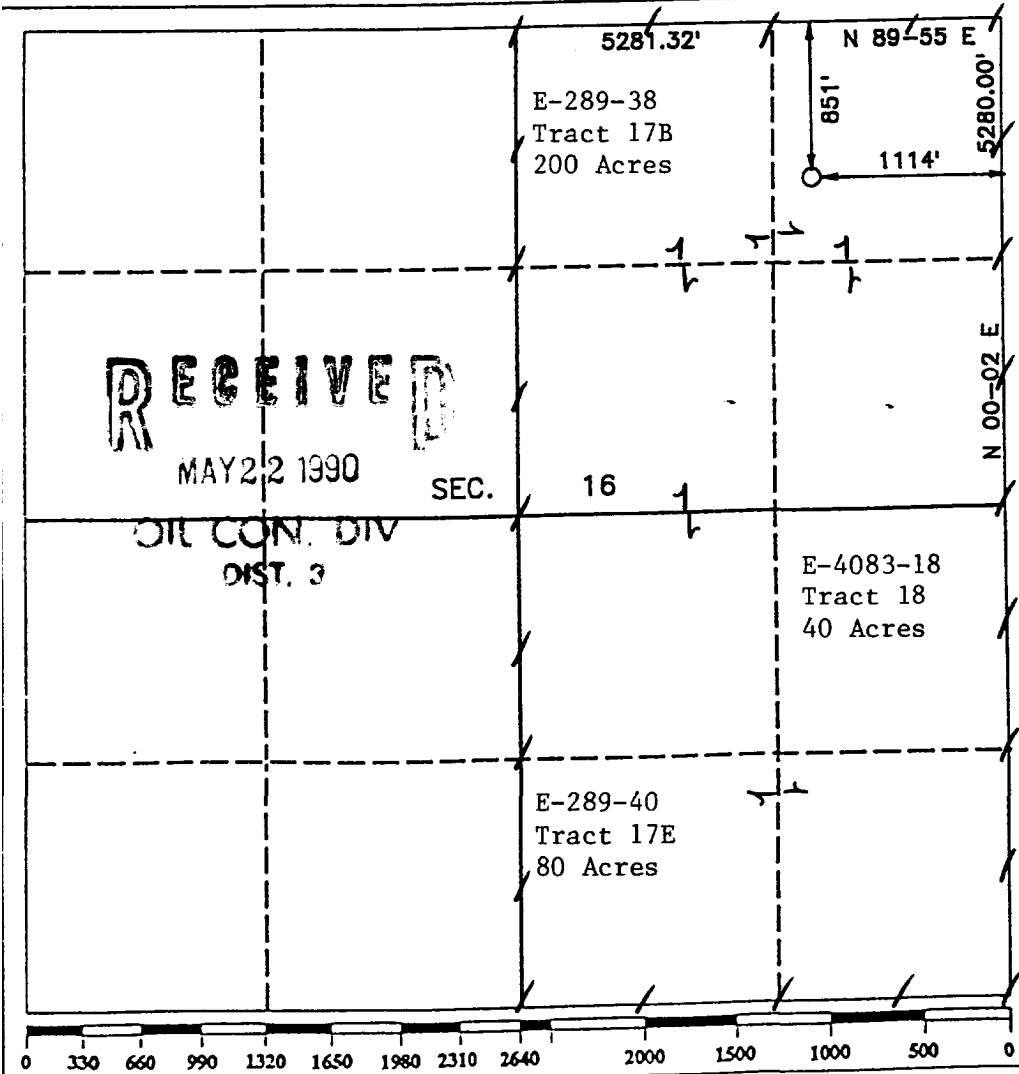 5281.32' N 89-55 E
E-289-38
Tract 17B
200 Acres
851'
5280.00'
1114'
N 00-02 E
RECEIVED
MAY 22 1990
OIL CON. DIV
DIST. 3
SEC. 16
E-4083-18
Tract 18
40 Acres
E-289-40
Tract 17E
80 Acres
0 330 660 990 1320 1650 1980 2310 2640 2000 1500 1000 500 0